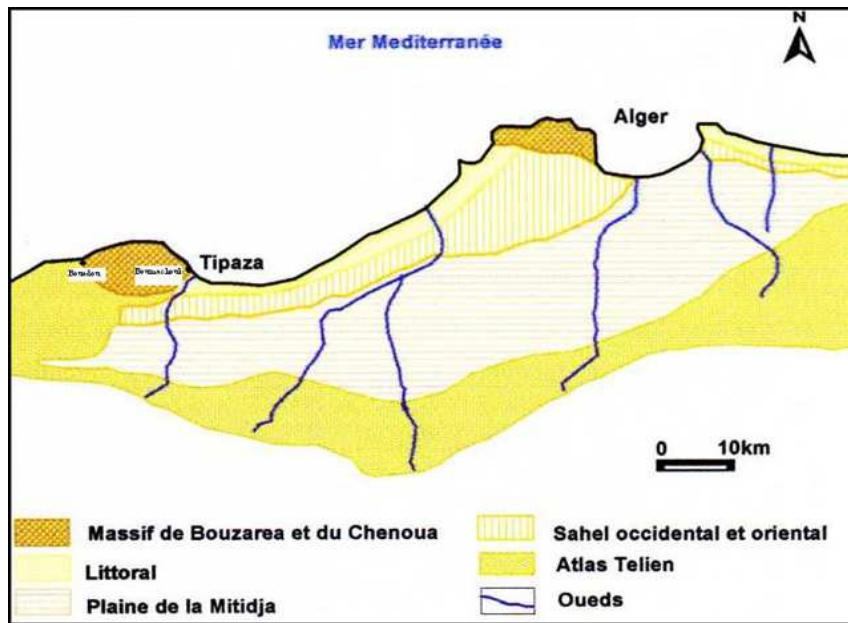 N
Mer Mediterranée
Alger
Tipaza
0 10km
Massif de Bouzarea et du Chenoua
Littoral
Plaine de la Mitidja
Sahel occidental et oriental
Atlas Telien
Oueds